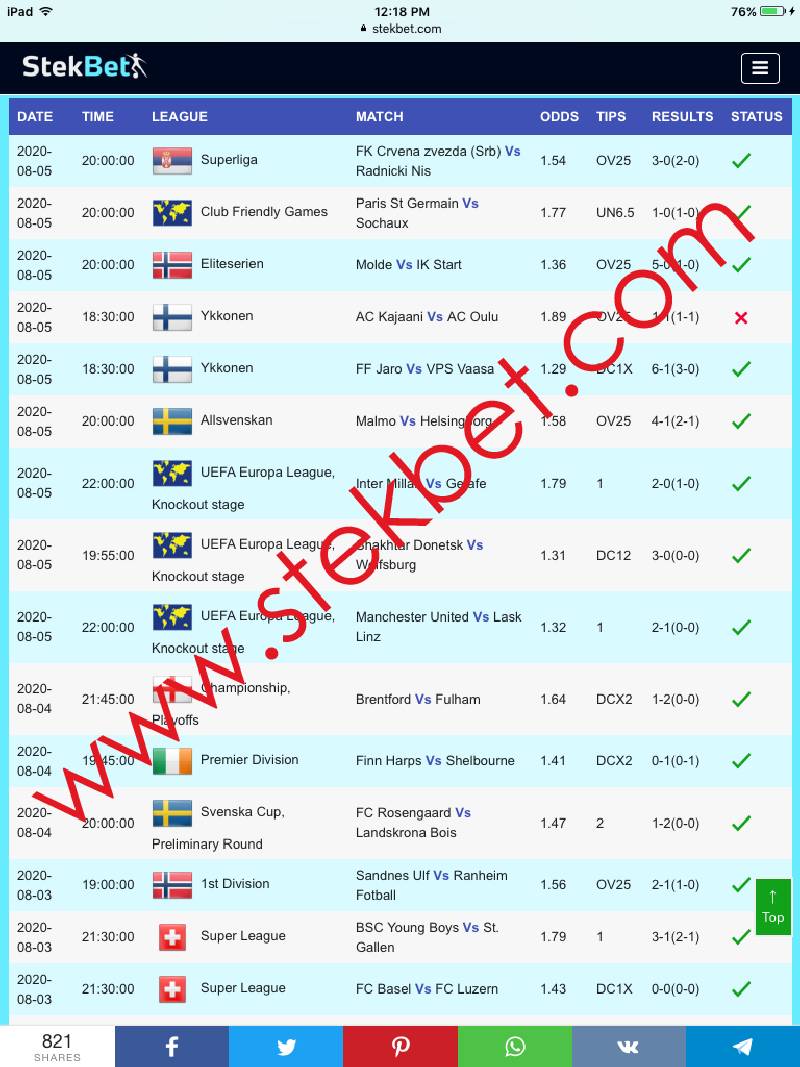 iPad 12:18 PM 76%
stekbet.com
StekBet
DATE TIME LEAGUE MATCH ODDS TIPS RESULTS STATUS
2020-08-05 20:00:00 Superliga FK Crvena zvezda (Srb) Vs Radnicki Nis 1.54 OV25 3-0(2-0)
2020-08-05 20:00:00 Club Friendly Games Paris St Germain Vs Sochaux 1.77 UN6.5 1-0(1-0)
2020-08-05 20:00:00 Eliteserien Molde Vs IK Start 1.36 OV25 5-0(1-0)
2020-08-05 18:30:00 Ykkonen AC Kajaani Vs AC Oulu 1.89 OV25 1-1(1-1)
2020-08-05 18:30:00 Ykkonen FF Jaro Vs VPS Vaasa 1.29 DC1X 6-1(3-0)
2020-08-05 20:00:00 Allsvenskan Malmo Vs Helsingborg 1.58 OV25 4-1(2-1)
2020-08-05 22:00:00 UEFA Europa League, Knockout stage Inter Millan Vs Getafe 1.79 1 2-0(1-0)
2020-08-05 19:55:00 UEFA Europa League, Knockout stage Shakhtar Donetsk Vs Wolfsburg 1.31 DC12 3-0(0-0)
2020-08-05 22:00:00 UEFA Europa League, Knockout stage Manchester United Vs Lask Linz 1.32 1 2-1(0-0)
2020-08-04 21:45:00 Championship, Playoffs Brentford Vs Fulham 1.64 DCX2 1-2(0-0)
2020-08-04 19:45:00 Premier Division Finn Harps Vs Shelbourne 1.41 DCX2 0-1(0-1)
2020-08-04 20:00:00 Svenska Cup, Preliminary Round FC Rosengaard Vs Landskrona Bois 1.47 2 1-2(0-0)
2020-08-03 19:00:00 1st Division Sandnes Ulf Vs Ranheim Fotball 1.56 OV25 2-1(1-0)
2020-08-03 21:30:00 Super League BSC Young Boys Vs St. Gallen 1.79 1 3-1(2-1)
2020-08-03 21:30:00 Super League FC Basel Vs FC Luzern 1.43 DC1X 0-0(0-0)
www.stekbet.com
↑
Top
821
SHARES